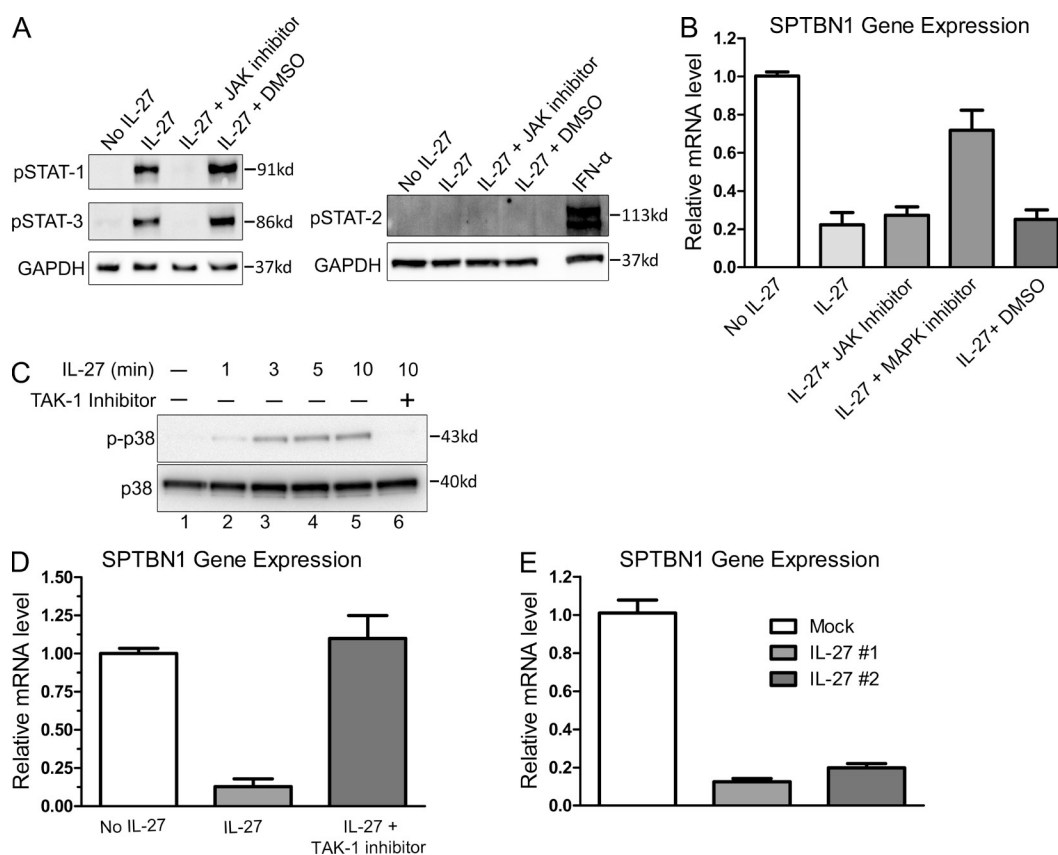 A
No IL-27
IL-27
IL-27 + JAK inhibitor
IL-27 + DMSO
pSTAT-1
91kd
pSTAT-3
86kd
GAPDH
37kd
No IL-27
IL-27
IL-27 + JAK inhibitor
IL-27 + DMSO
IFN-α
pSTAT-2
113kd
GAPDH
37kd
B
SPTBN1 Gene Expression
Relative mRNA level
1.2
1.0
0.8
0.6
0.4
0.2
0.0
No IL-27
IL-27
IL-27+ JAK Inhibitor
IL-27 + MAPK inhibitor
IL-27+ DMSO
C
IL-27 (min) — 1 3 5 10 10
TAK-1 Inhibitor — — — — — +
p-p38
43kd
p38
40kd
1 2 3 4 5 6
D
SPTBN1 Gene Expression
Relative mRNA level
1.50
1.25
1.00
0.75
0.50
0.25
0.00
No IL-27
IL-27
IL-27 +
TAK-1 inhibitor
E
SPTBN1 Gene Expression
Relative mRNA level
1.2
1.0
0.8
0.6
0.4
0.2
0.0
Mock
IL-27 #1
IL-27 #2